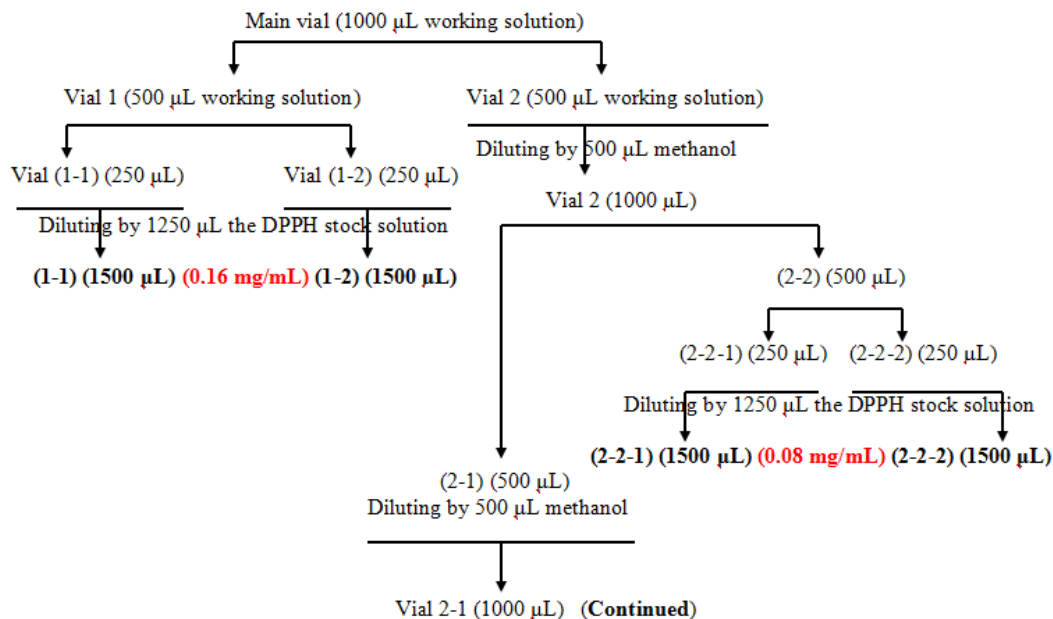 Main vial (1000 µL working solution)
Vial 1 (500 µL working solution)
Vial 2 (500 µL working solution)
Diluting by 500 µL methanol
Vial (1-1) (250 µL)
Vial (1-2) (250 µL)
Vial 2 (1000 µL)
Diluting by 1250 µL the DPPH stock solution
(1-1) (1500 µL) (0.16 mg/mL) (1-2) (1500 µL)
(2-2) (500 µL)
(2-2-1) (250 µL)
(2-2-2) (250 µL)
Diluting by 1250 µL the DPPH stock solution
(2-2-1) (1500 µL) (0.08 mg/mL) (2-2-2) (1500 µL)
(2-1) (500 µL)
Diluting by 500 µL methanol
Vial 2-1 (1000 µL) (Continued)